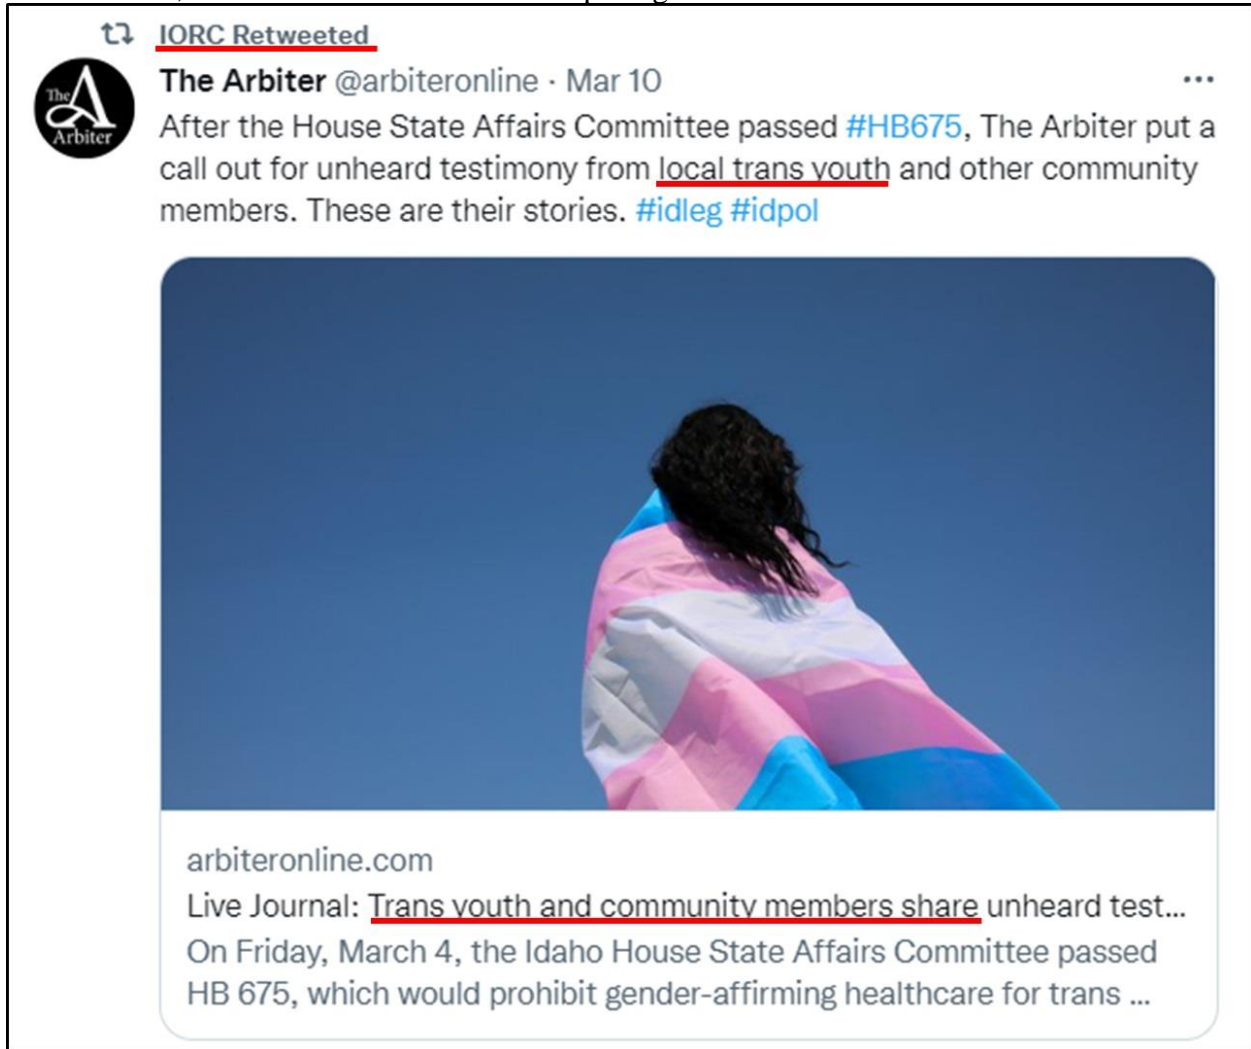 IORC Retweeted
The Arbiter @arbiteronline · Mar 10
The
A
Arbiter
After the House State Affairs Committee passed #HB675, The Arbiter put a
call out for unheard testimony from local trans youth and other community
members. These are their stories. #idleg #idpol
arbiteronline.com
Live Journal: Trans youth and community members share unheard test...
On Friday, March 4, the Idaho House State Affairs Committee passed
HB 675, which would prohibit gender-affirming healthcare for trans ...